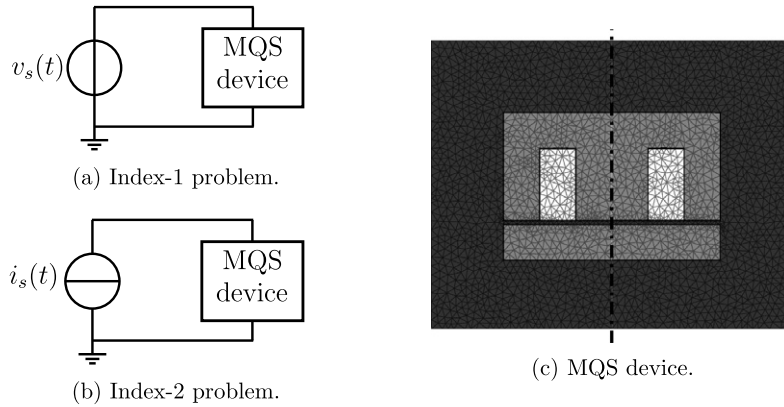 v_s(t)
MQS
device
(a) Index-1 problem.
i_s(t)
MQS
device
(b) Index-2 problem.
(c) MQS device.